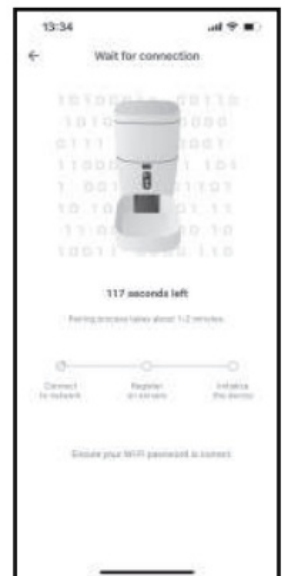 13:34
Wait for connection
117 seconds left
Pairing process takes about 1-2 minutes.
Connect
to network
Register
on servers
Initialize
the device
Ensure your Wi-Fi password is correct